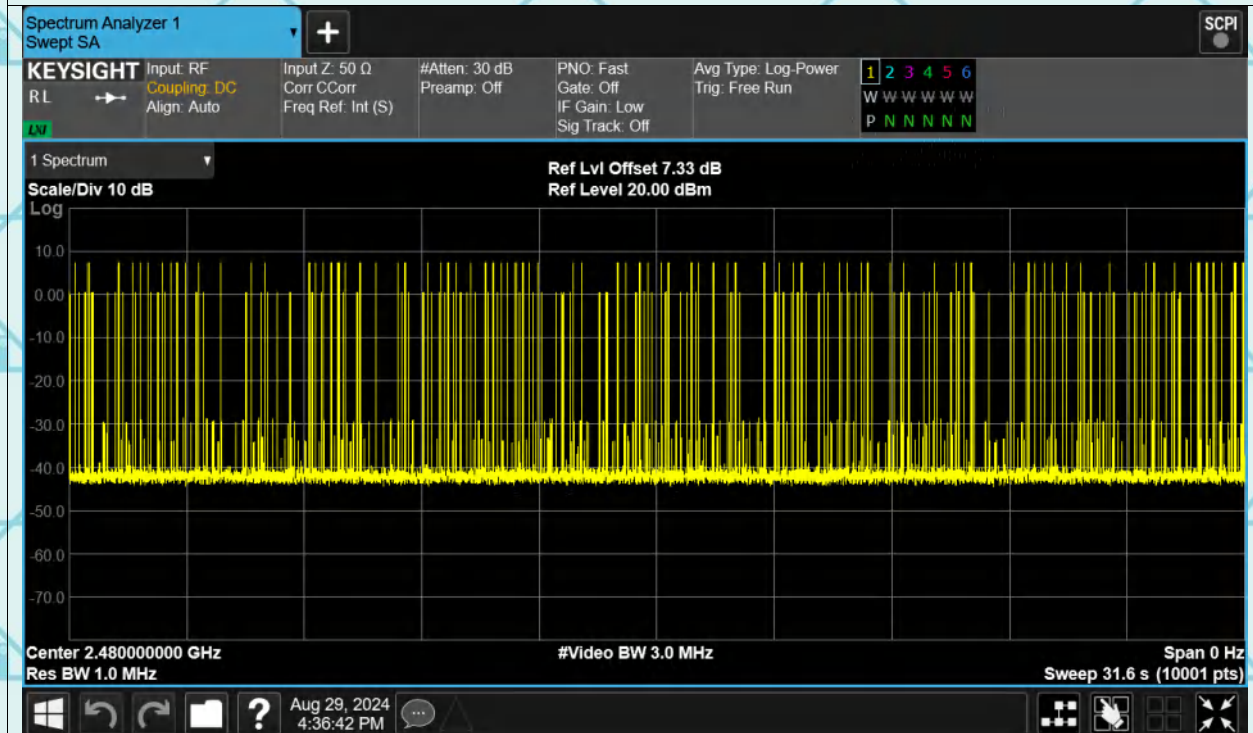 Spectrum Analyzer 1
Swept SA
SCPI
KEYSIGHT
RL
LXI
Input: RF
Coupling: DC
Align: Auto
Input Z: 50 Ω
Corr CCorr
Freq Ref: Int (S)
#Atten: 30 dB
Preamp: Off
PNO: Fast
Gate: Off
IF Gain: Low
Sig Track: Off
Avg Type: Log-Power
Trig: Free Run
1 2 3 4 5 6
W W W W W W
P N N N N N
1 Spectrum
Scale/Div 10 dB
Ref Lvl Offset 7.33 dB
Ref Level 20.00 dBm
Log
10.0
0.00
-10.0
-20.0
-30.0
-40.0
-50.0
-60.0
-70.0
Center 2.480000000 GHz
#Video BW 3.0 MHz
Span 0 Hz
Res BW 1.0 MHz
Sweep 31.6 s (10001 pts)
?
Aug 29, 2024
4:36:42 PM